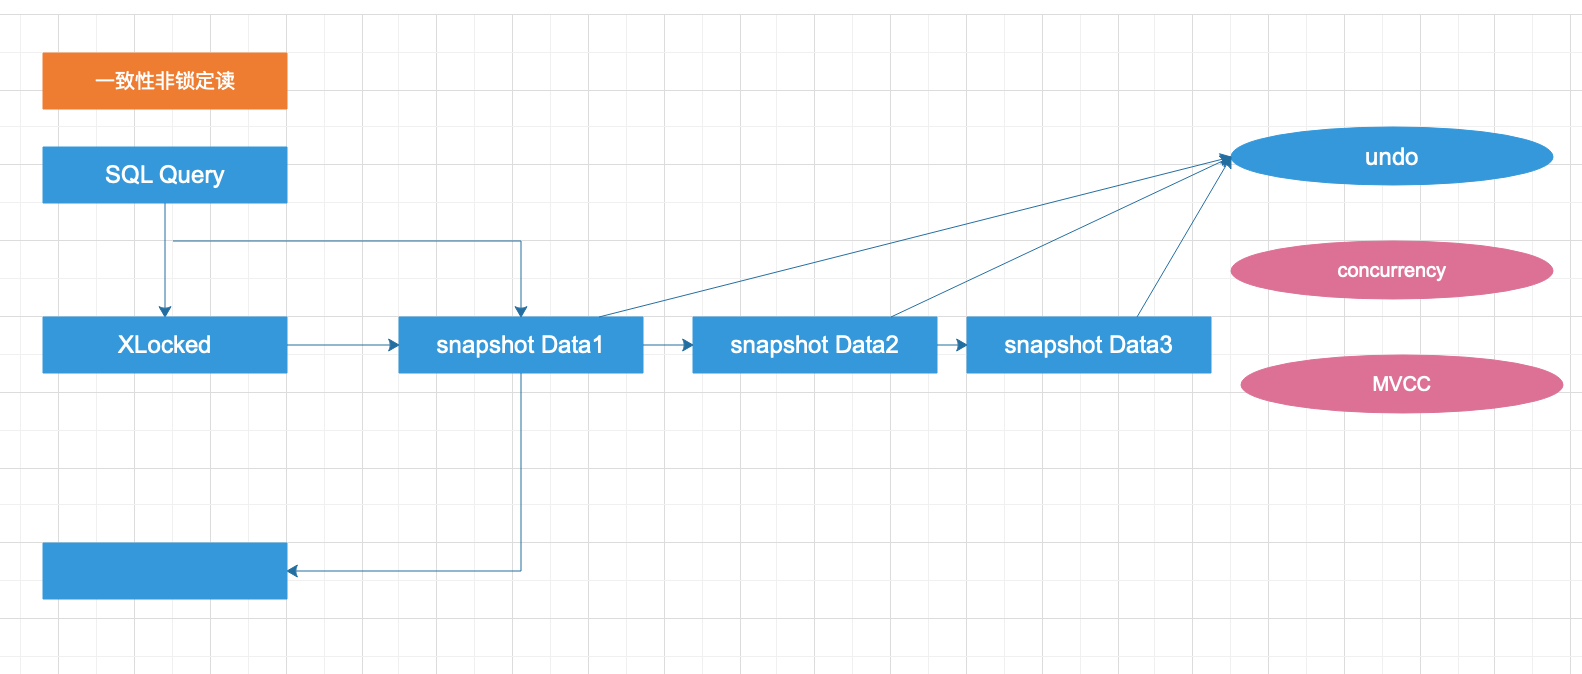 一致性非锁定读
SQL Query
undo
concurrency
XLocked
snapshot Data1
snapshot Data2
snapshot Data3
MVCC